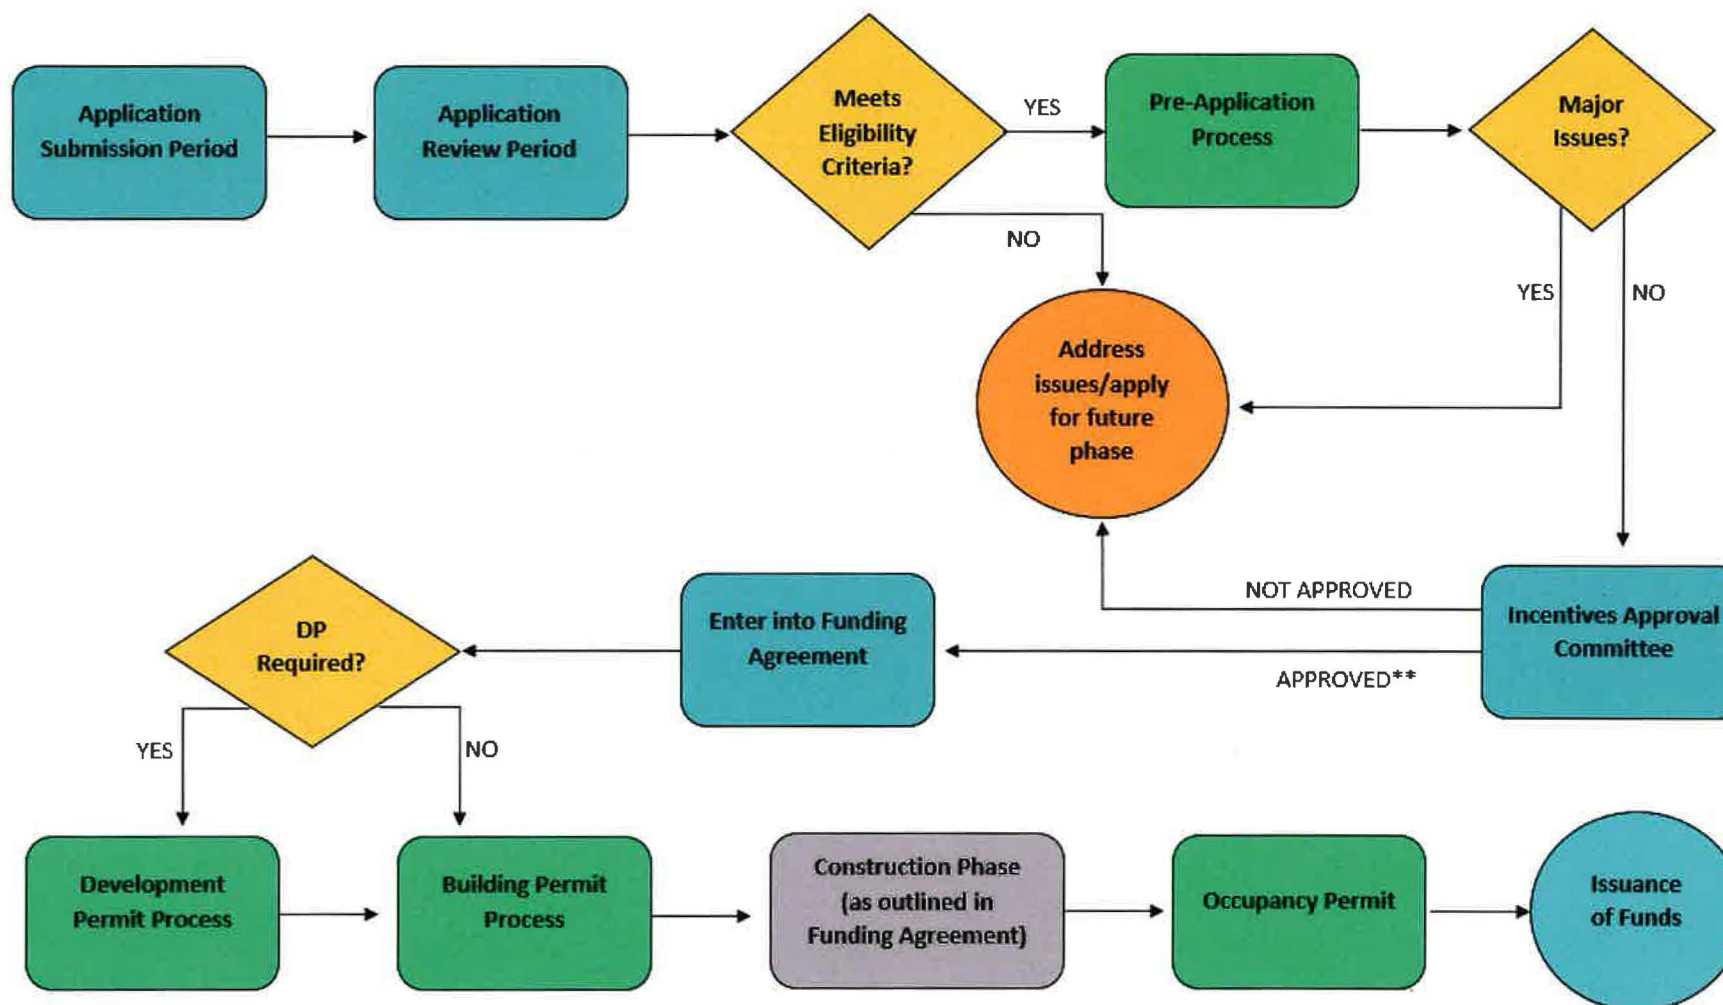 Application
Submission Period
Application
Review Period
Meets
Eligibility
Criteria?
YES
Pre-Application
Process
Major
Issues?
NO
YES
NO
Address
issues/apply
for future
phase
NOT APPROVED
Incentives Approval
Committee
APPROVED**
Enter into Funding
Agreement
DP
Required?
YES
NO
Development
Permit Process
Building Permit
Process
Construction Phase
(as outlined in
Funding Agreement)
Occupancy Permit
Issuance
of Funds